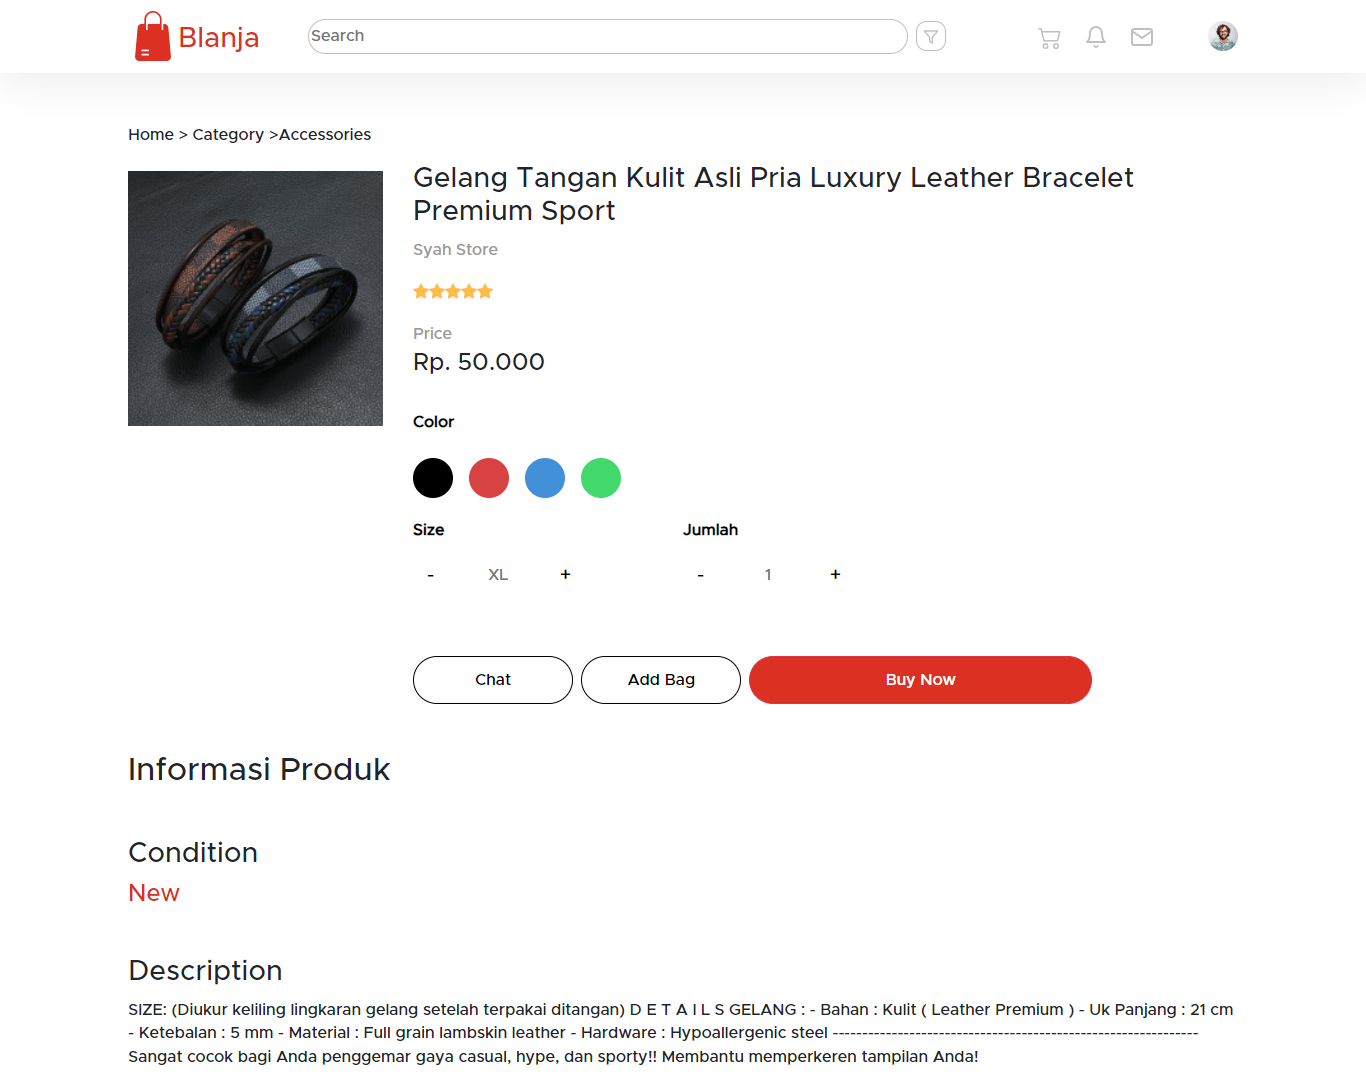 Blanja
Search
Home > Category >Accessories
Gelang Tangan Kulit Asli Pria Luxury Leather Bracelet
Premium Sport
Syah Store
Price
Rp. 50.000
Color
Size
Jumlah
- XL +
- 1 +
Chat
Add Bag
Buy Now
Informasi Produk
Condition
New
Description
SIZE: (Diukur keliling lingkaran gelang setelah terpakai ditangan) D E T A I L S GELANG : - Bahan : Kulit ( Leather Premium ) - Uk Panjang : 21 cm
- Ketebalan : 5 mm - Material : Full grain lambskin leather - Hardware : Hypoallergenic steel -------------------------------------------------------------
Sangat cocok bagi Anda penggemar gaya casual, hype, dan sporty!! Membantu memperkeren tampilan Anda!